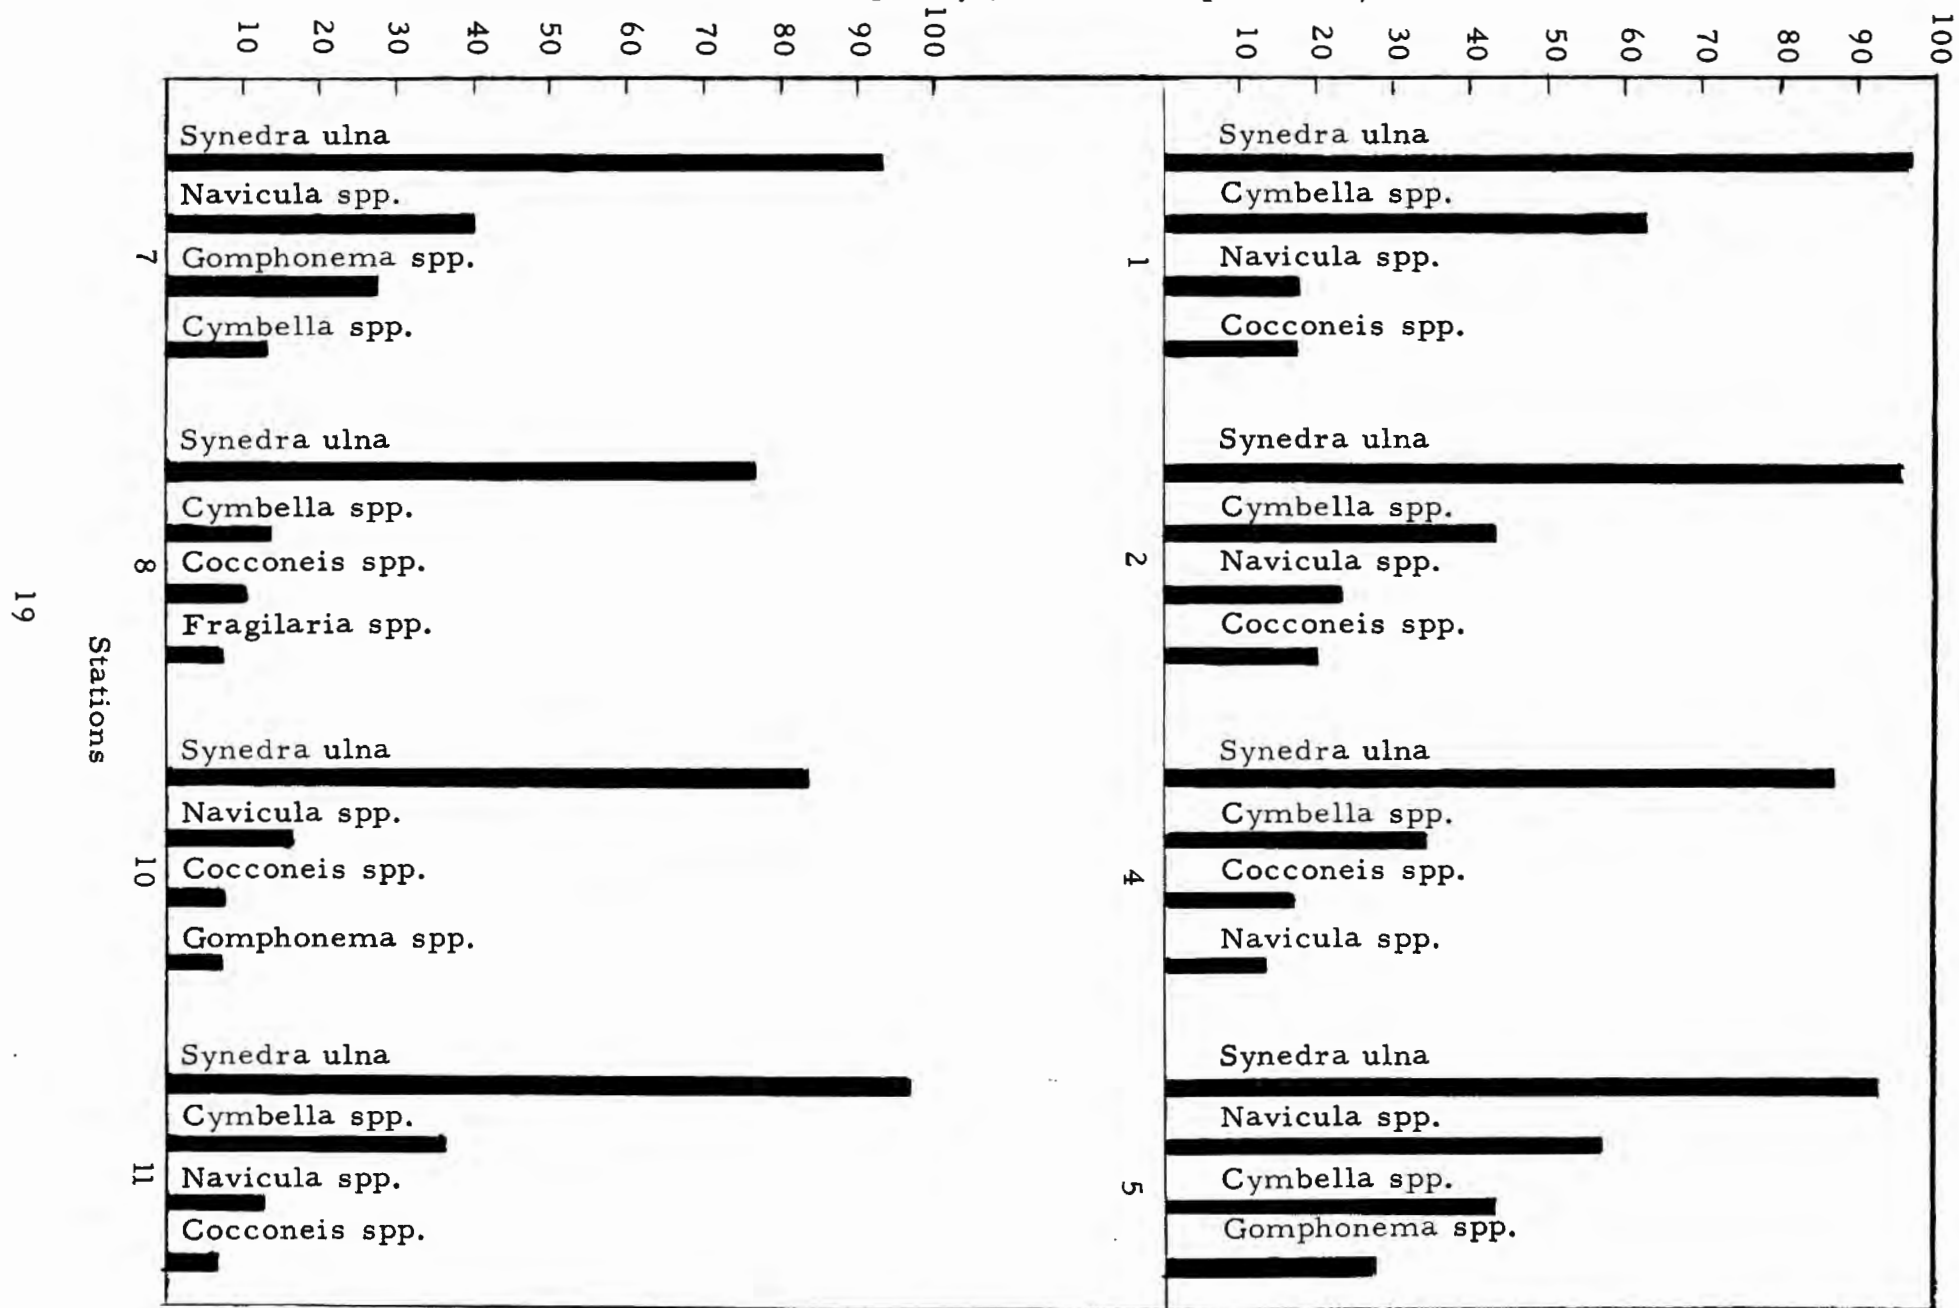 10 20 30 40 50 60 70 80 90 100
10 20 30 40 50 60 70 80 90 100
Synedra ulna
Navicula spp.
7
Gomphonema spp.
Cymbella spp.
Synedra ulna
Cymbella spp.
8
Cocconeis spp.
Fragilaria spp.
Synedra ulna
Navicula spp.
10
Cocconeis spp.
Gomphonema spp.
Synedra ulna
Cymbella spp.
11
Navicula spp.
Cocconeis spp.
Synedra ulna
Cymbella spp.
1
Navicula spp.
Cocconeis spp.
Synedra ulna
Cymbella spp.
2
Navicula spp.
Cocconeis spp.
Synedra ulna
Cymbella spp.
4
Cocconeis spp.
Navicula spp.
Synedra ulna
Navicula spp.
5
Cymbella spp.
Gomphonema spp.
Stations
19